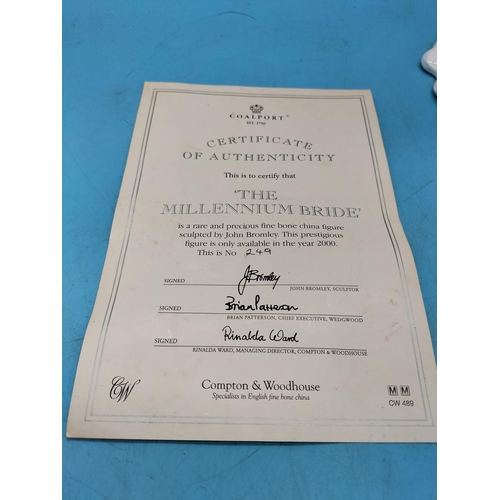 COALPORT®
EST 1750
CERTIFICATE
OF AUTHENTICITY
This is to certify that
'THE
MILLENNIUM BRIDE'
is a rare and precious fine bone china figure
sculpted by John Bromley. This prestigious
figure is only available in the year 2000.
This is No 249
SIGNED JBromley
JOHN BROMLEY, SCULPTOR
SIGNED Brian Patterson
BRIAN PATTERSON, CHIEF EXECUTIVE, WEDGWOOD
SIGNED Rinalda Ward
RINALDA WARD, MANAGING DIRECTOR, COMPTON & WOODHOUSE
CW
Compton & Woodhouse
Specialists in English fine bone china
M M
CW 489